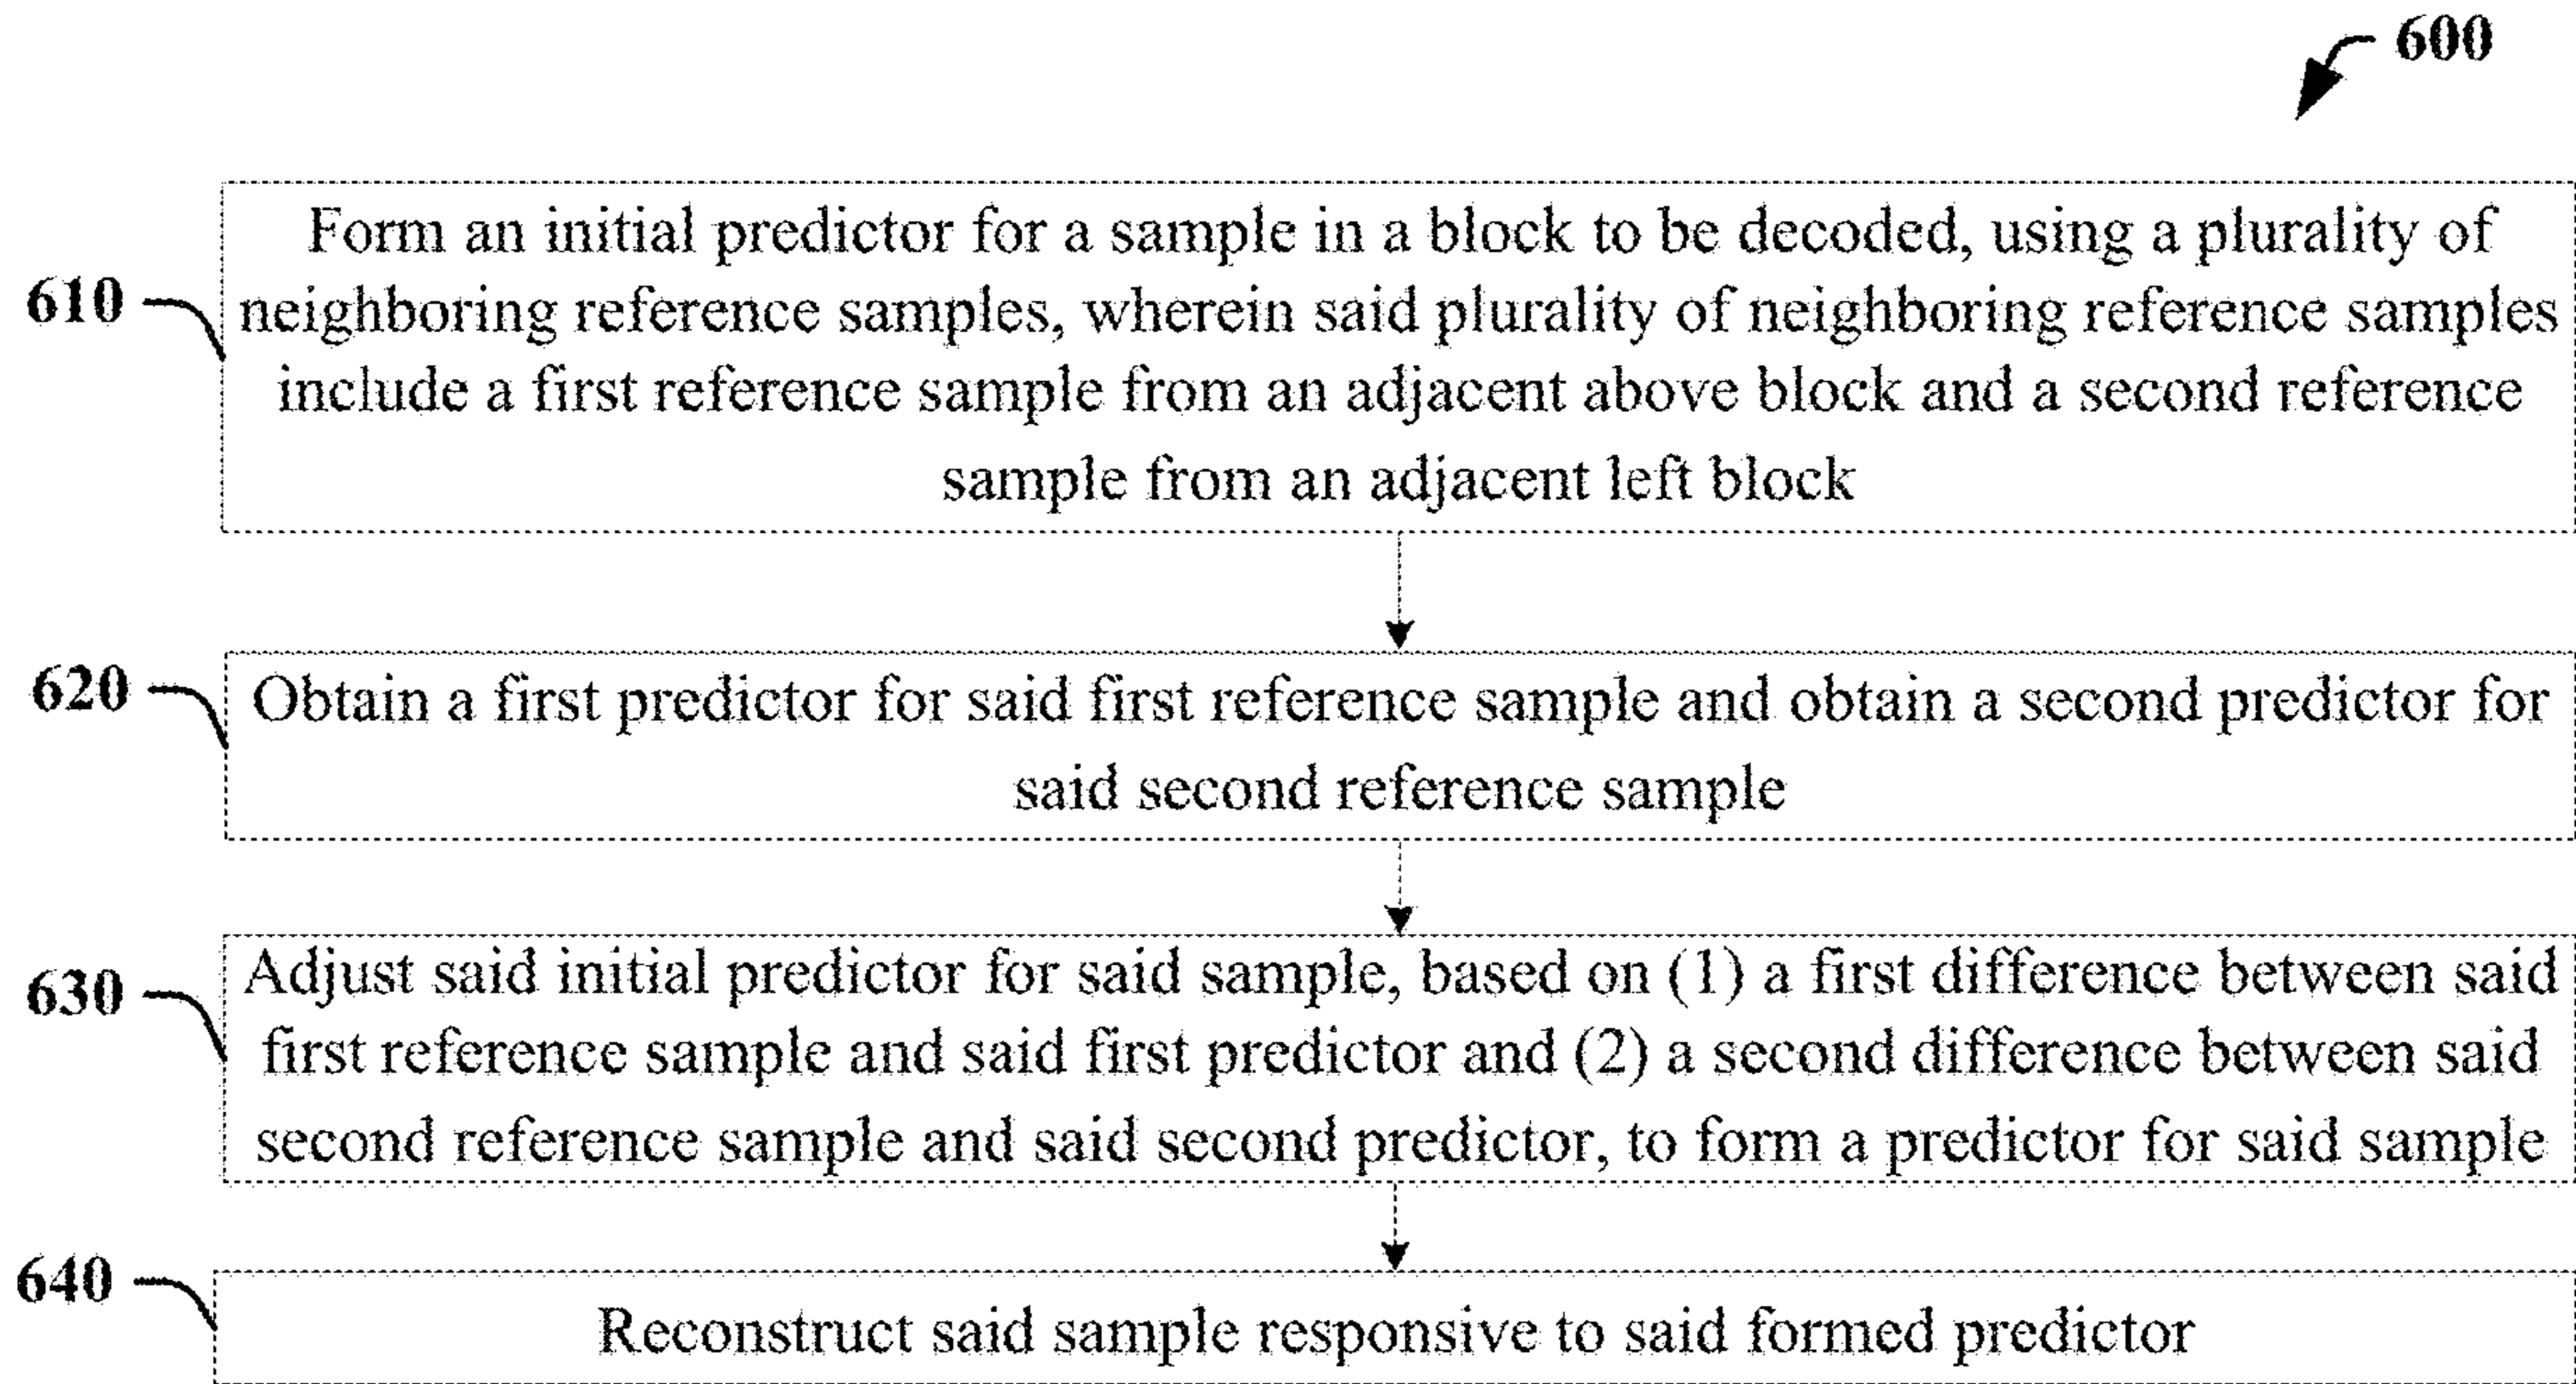 600
610
Form an initial predictor for a sample in a block to be decoded, using a plurality of
neighboring reference samples, wherein said plurality of neighboring reference samples
include a first reference sample from an adjacent above block and a second reference
sample from an adjacent left block
620
Obtain a first predictor for said first reference sample and obtain a second predictor for
said second reference sample
630
Adjust said initial predictor for said sample, based on (1) a first difference between said
first reference sample and said first predictor and (2) a second difference between said
second reference sample and said second predictor, to form a predictor for said sample
640
Reconstruct said sample responsive to said formed predictor